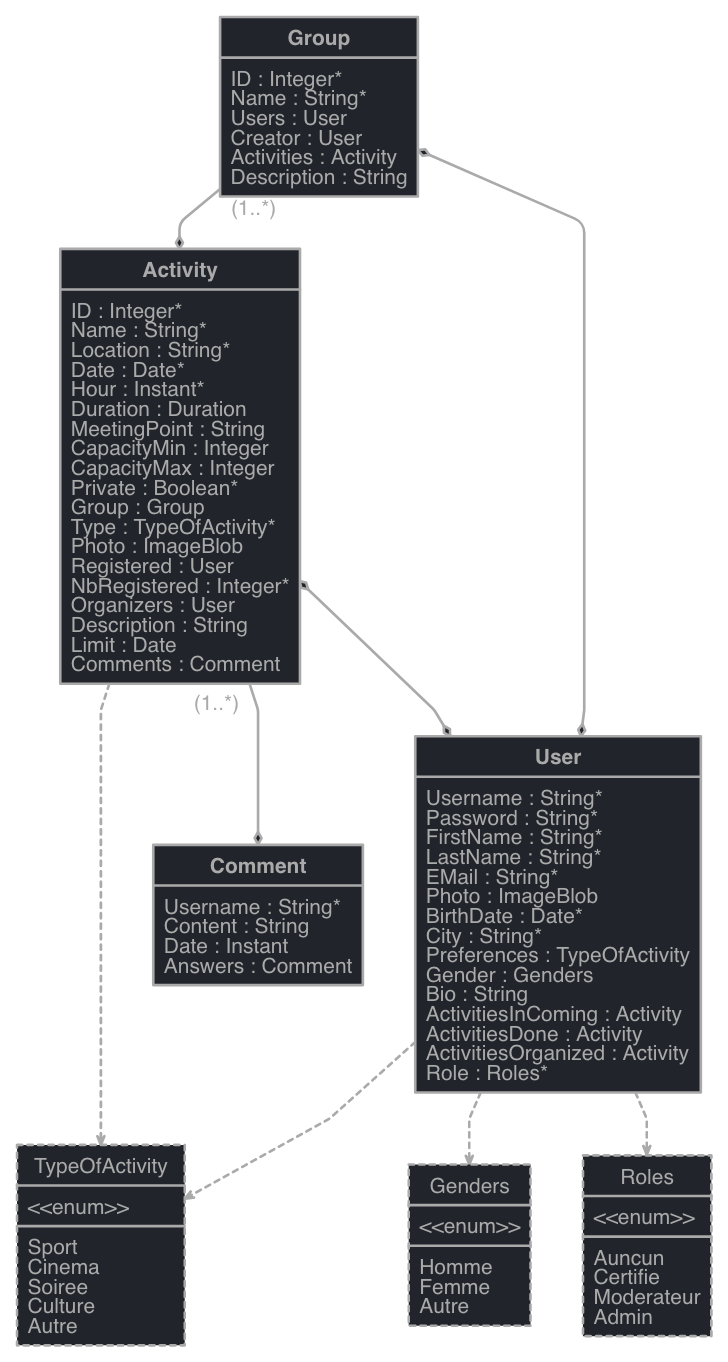 Group
ID : Integer*
Name : String*
Users : User
Creator : User
Activities : Activity
Description : String
(1..*)
Activity
ID : Integer*
Name : String*
Location : String*
Date : Date*
Hour : Instant*
Duration : Duration
MeetingPoint : String
CapacityMin : Integer
CapacityMax : Integer
Private : Boolean*
Group : Group
Type : TypeOfActivity*
Photo : ImageBlob
Registered : User
NbRegistered : Integer*
Organizers : User
Description : String
Limit : Date
Comments : Comment
(1..*)
User
Username : String*
Password : String*
FirstName : String*
LastName : String*
EMail : String*
Photo : ImageBlob
BirthDate : Date*
City : String*
Preferences : TypeOfActivity
Gender : Genders
Bio : String
ActivitiesInComing : Activity
ActivitiesDone : Activity
ActivitiesOrganized : Activity
Role : Roles*
Comment
Username : String*
Content : String
Date : Instant
Answers : Comment
TypeOfActivity
<<enum>>
Sport
Cinema
Soiree
Culture
Autre
Genders
<<enum>>
Homme
Femme
Autre
Roles
<<enum>>
Auncun
Certifie
Moderateur
Admin